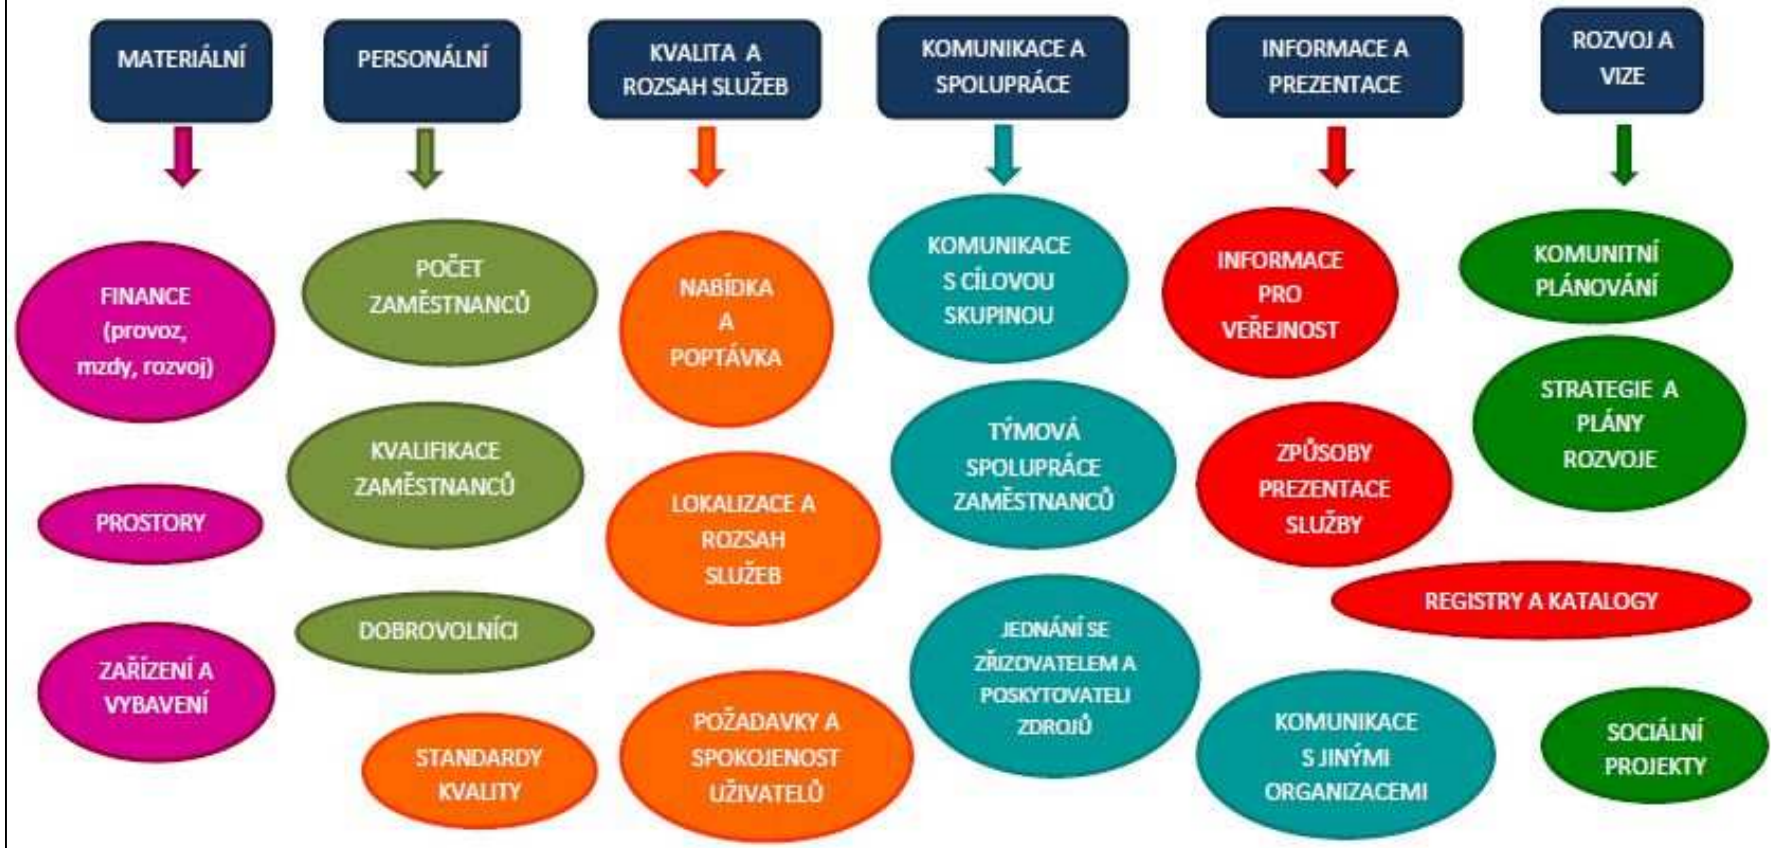 MATERIÁLNÍ
PERSONÁLNÍ
KVALITA A
ROZSAH SLUŽEB
KOMUNIKACE A
SPOLUPRÁCE
INFORMACE A
PREZENTACE
ROZVOJ A
VIZE
FINANCE
(provoz,
mzdy, rozvoj)
PROSTORY
ZAŘÍZENÍ A
VYBAVENÍ
POČET
ZAMĚSTNANCŮ
KVALIFIKACE
ZAMĚSTNANCŮ
DOBROVOLNÍCI
STANDARDY
KVALITY
NABÍDKA
A
POPTÁVKA
LOKALIZACE A
ROZSAH
SLUŽEB
POŽADAVKY A
SPOKOJENOST
UŽIVATELŮ
KOMUNIKACE
S CÍLOVOU
SKUPINOU
TÝMOVÁ
SPOLUPRÁCE
ZAMĚSTNANCŮ
JEDNÁNÍ SE
ZŘIZOVATELEM A
POSKYTOVATELI
ZDROJŮ
KOMUNIKACE
S JINÝMI
ORGANIZACEMI
INFORMACE
PRO
VEŘEJNOST
ZPŮSOBY
PREZENTACE
SLUŽBY
REGISTRY A KATALOGY
KOMUNITNÍ
PLÁNOVÁNÍ
STRATEGIE A
PLÁNY
ROZVOJE
SOCIÁLNÍ
PROJEKTY